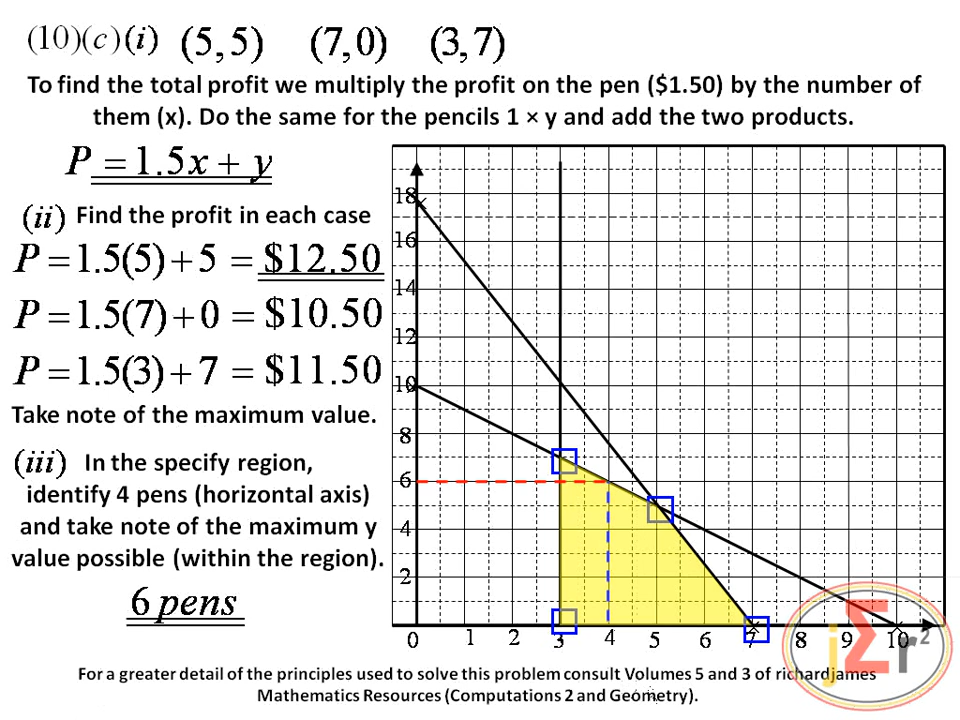 (10)(c)(i) (5,5) (7,0) (3,7)
To find the total profit we multiply the profit on the pen ($1.50) by the number of
them (x). Do the same for the pencils 1 × y and add the two products.
P = 1.5x + y
(ii) Find the profit in each case
P = 1.5(5) + 5 = $12.50
P = 1.5(7) + 0 = $10.50
P = 1.5(3) + 7 = $11.50
Take note of the maximum value.
(iii) In the specify region,
identify 4 pens (horizontal axis)
and take note of the maximum y
value possible (within the region).
6 pens
18
16
14
12
10
8
6
4
2
0 1 2 3 4 5 6 7 8 9 10
jΣr²
For a greater detail of the principles used to solve this problem consult Volumes 5 and 3 of richardjames
Mathematics Resources (Computations 2 and Geometry).